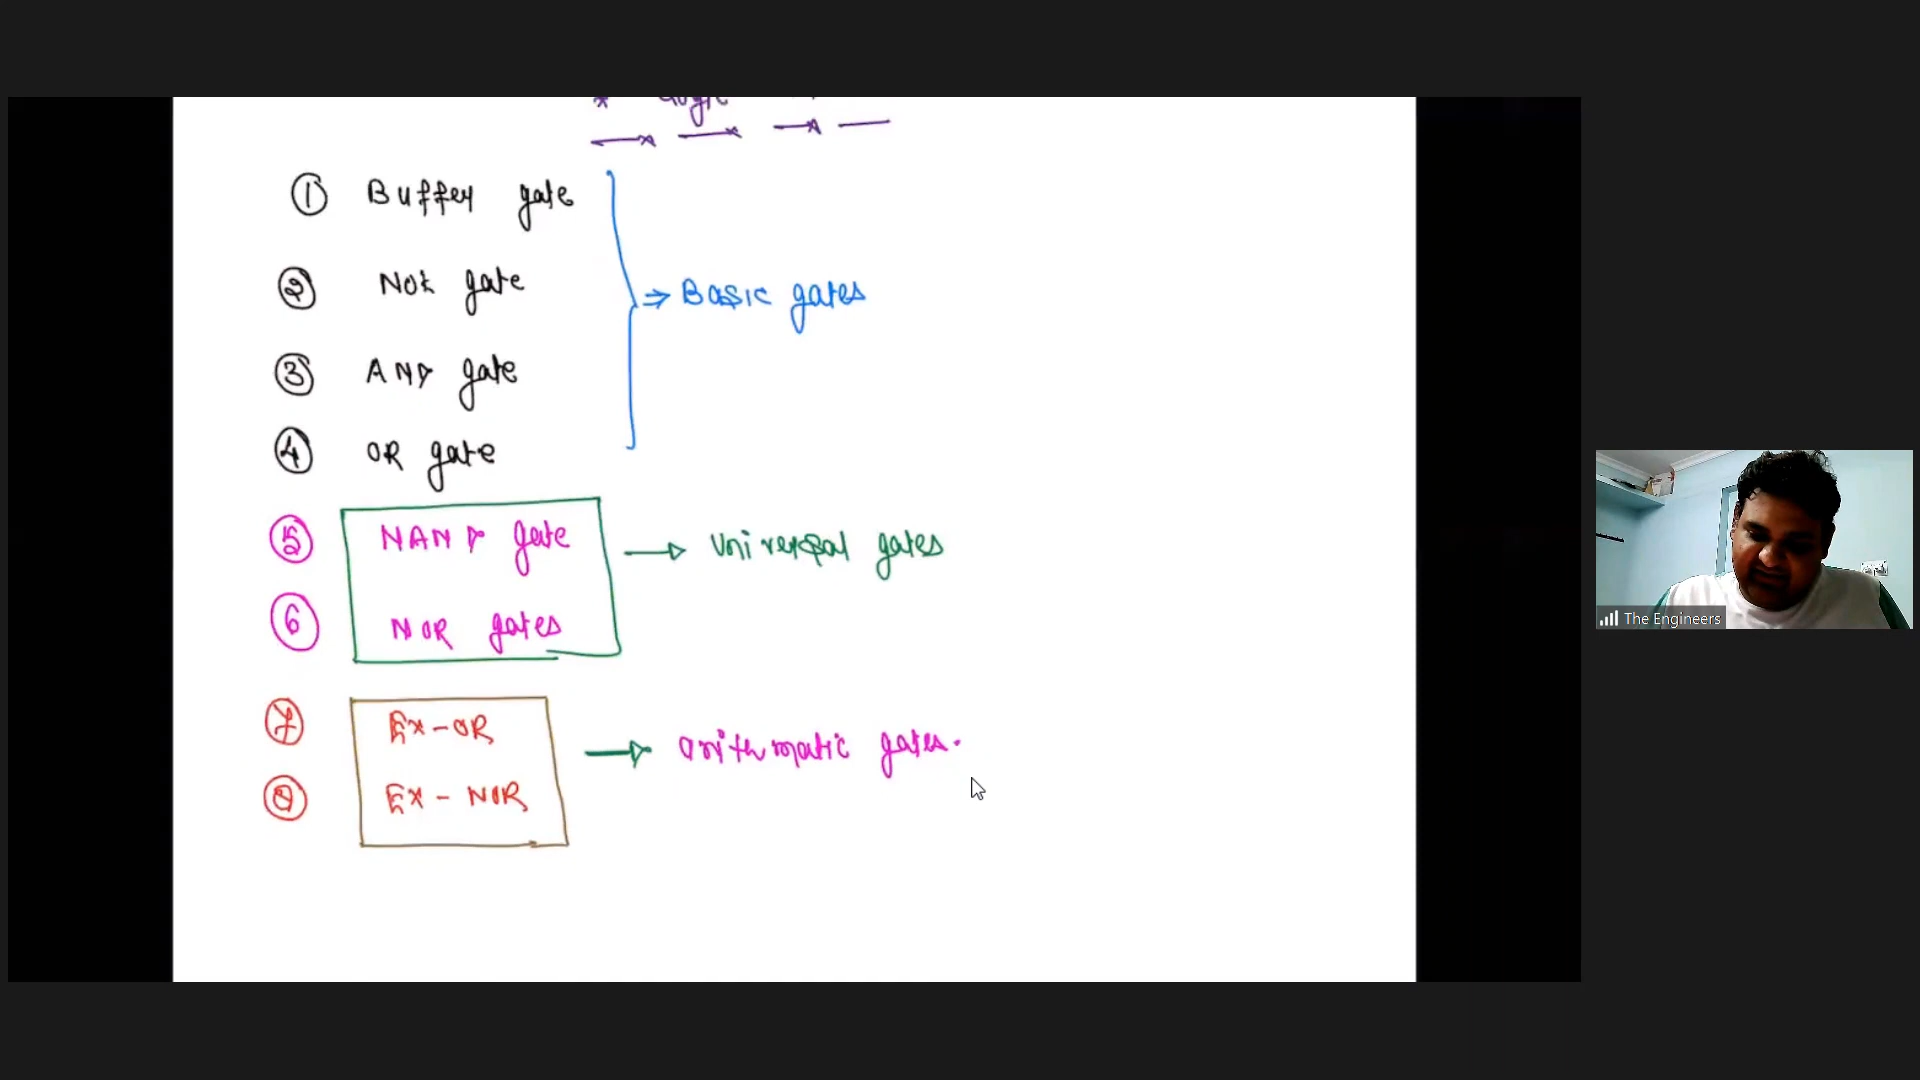 Logic
① Buffer gate
② Not gate
⇒ Basic gates
③ AND gate
④ OR gate
⑤ NAND gate → Universal gates
⑥ NOR gates
⑦ Ex-OR
→ arithmatic gates.
⑧ Ex - NOR
The Engineers